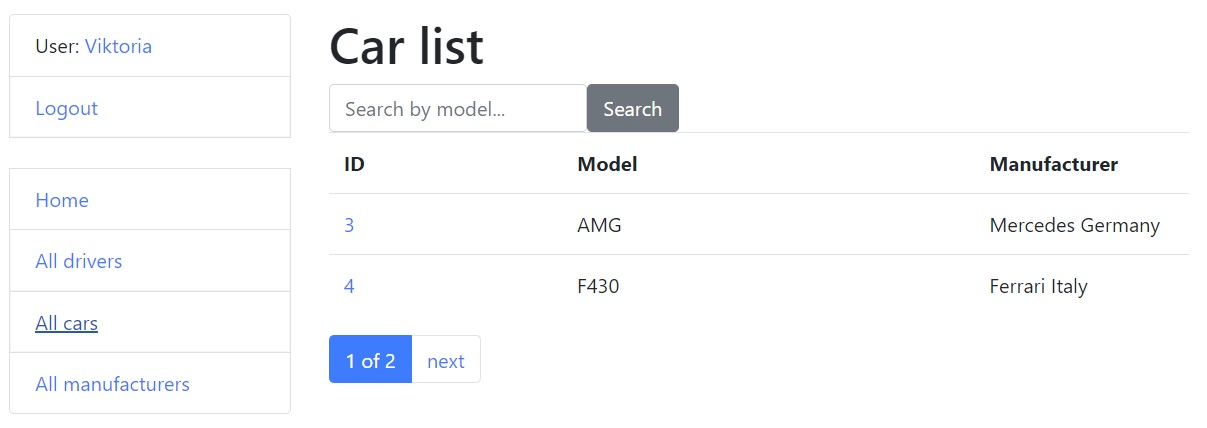 User: Viktoria
Logout
Home
All drivers
All cars
All manufacturers
Car list
Search by model... Search
ID Model Manufacturer
3 AMG Mercedes Germany
4 F430 Ferrari Italy
1 of 2 next